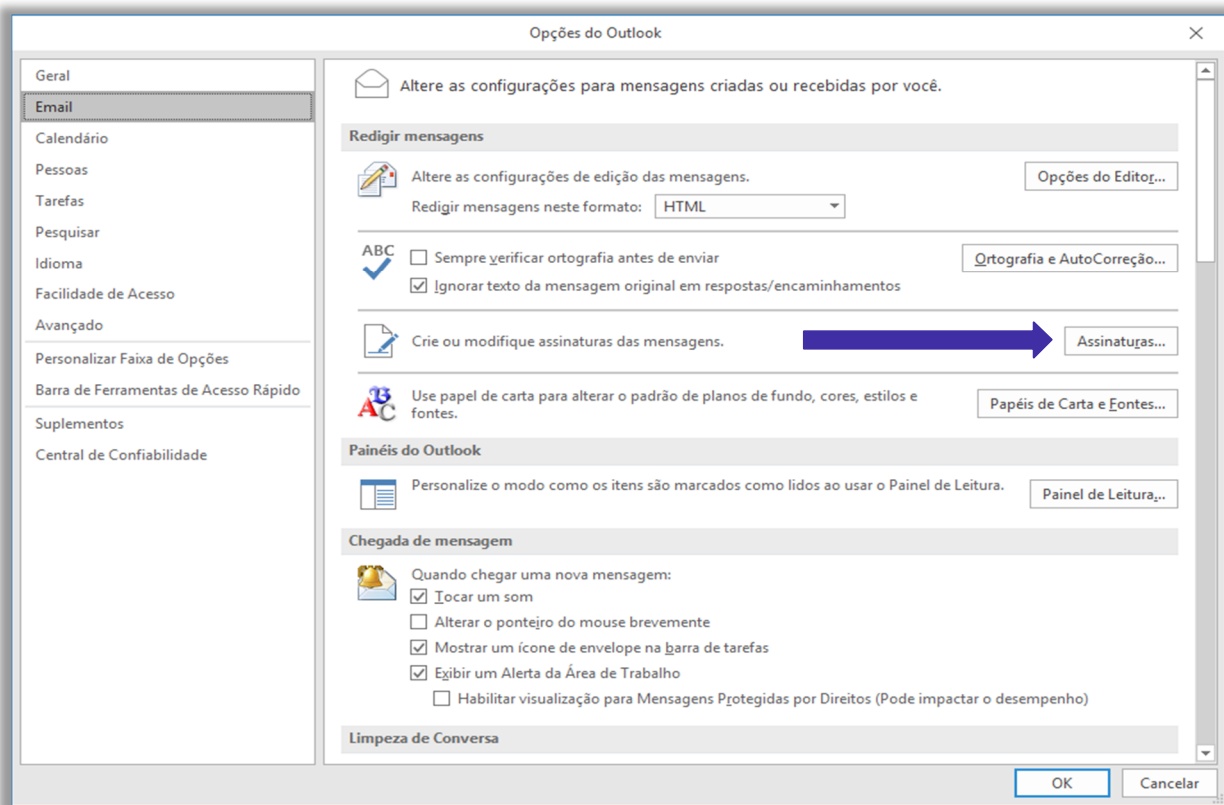 Opções do Outlook
Geral
Email
Calendário
Pessoas
Tarefas
Pesquisar
Idioma
Facilidade de Acesso
Avançado
Personalizar Faixa de Opções
Barra de Ferramentas de Acesso Rápido
Suplementos
Central de Confiabilidade
Altere as configurações para mensagens criadas ou recebidas por você.
Redigir mensagens
Altere as configurações de edição das mensagens.
Opções do Editor...
Redigir mensagens neste formato: HTML
ABC
Sempre verificar ortografia antes de enviar
Ortografia e AutoCorreção...
Ignorar texto da mensagem original em respostas/encaminhamentos
Crie ou modifique assinaturas das mensagens.
Assinaturas...
Use papel de carta para alterar o padrão de planos de fundo, cores, estilos e
fontes.
Papéis de Carta e Fontes...
Painéis do Outlook
Personalize o modo como os itens são marcados como lidos ao usar o Painel de Leitura.
Painel de Leitura...
Chegada de mensagem
Quando chegar uma nova mensagem:
Tocar um som
Alterar o ponteiro do mouse brevemente
Mostrar um ícone de envelope na barra de tarefas
Exibir um Alerta da Área de Trabalho
Habilitar visualização para Mensagens Protegidas por Direitos (Pode impactar o desempenho)
Limpeza de Conversa
OK
Cancelar